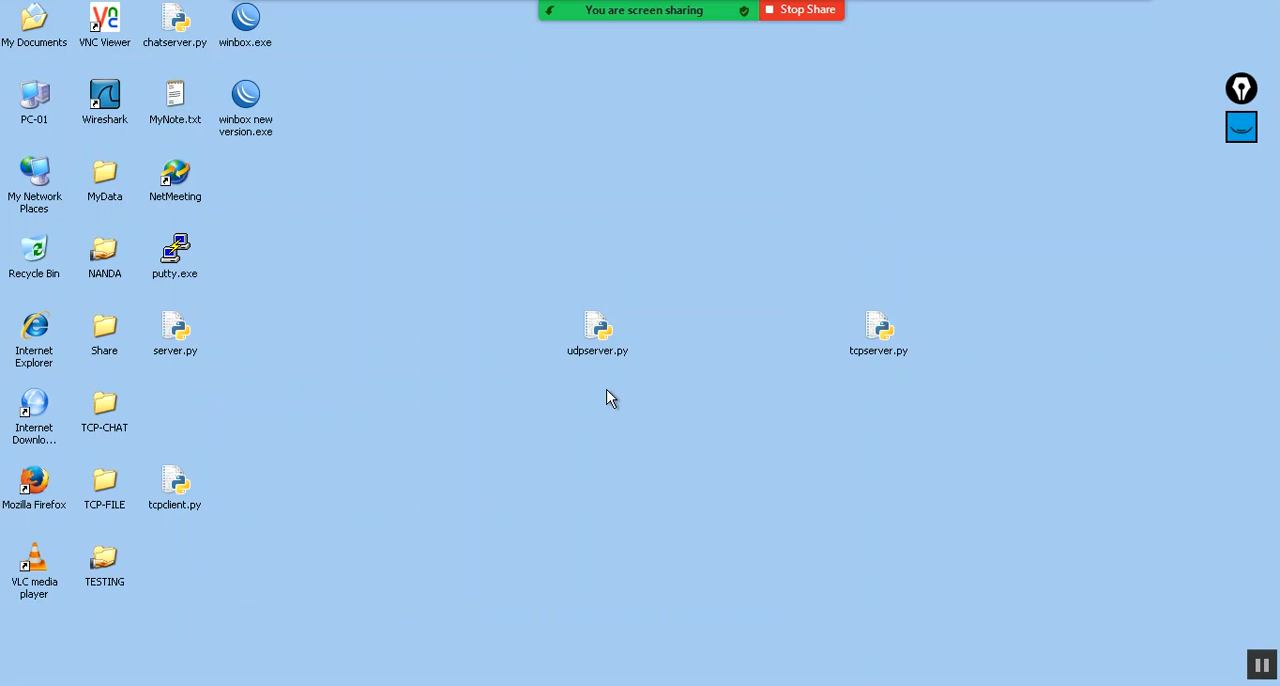 You are screen sharing
Stop Share
My Documents
VNC Viewer
chatserver.py
winbox.exe
PC-01
Wireshark
MyNote.txt
winbox new
version.exe
My Network
Places
MyData
NetMeeting
Recycle Bin
NANDA
putty.exe
Internet
Explorer
Share
server.py
udpserver.py
tcpserver.py
Internet
Downlo...
TCP-CHAT
Mozilla Firefox
TCP-FILE
tcpclient.py
VLC media
player
TESTING